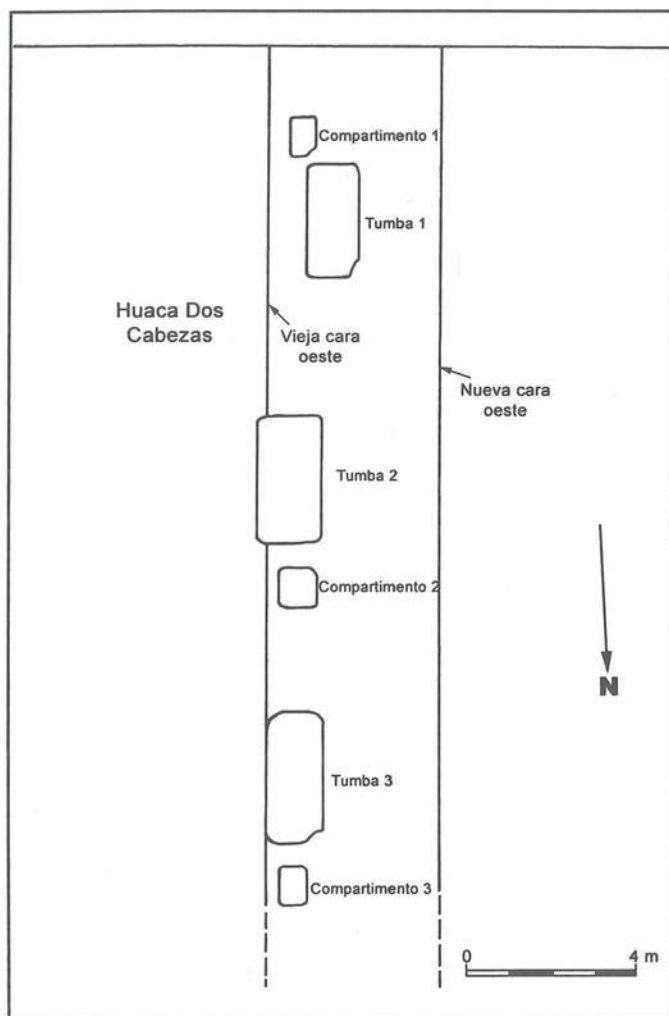 Compartimento 1
Tumba 1
Huaca Dos
Cabezas
Vieja cara
oeste
Nueva cara
oeste
Tumba 2
Compartimento 2
N
Tumba 3
Compartimento 3
0 4 m